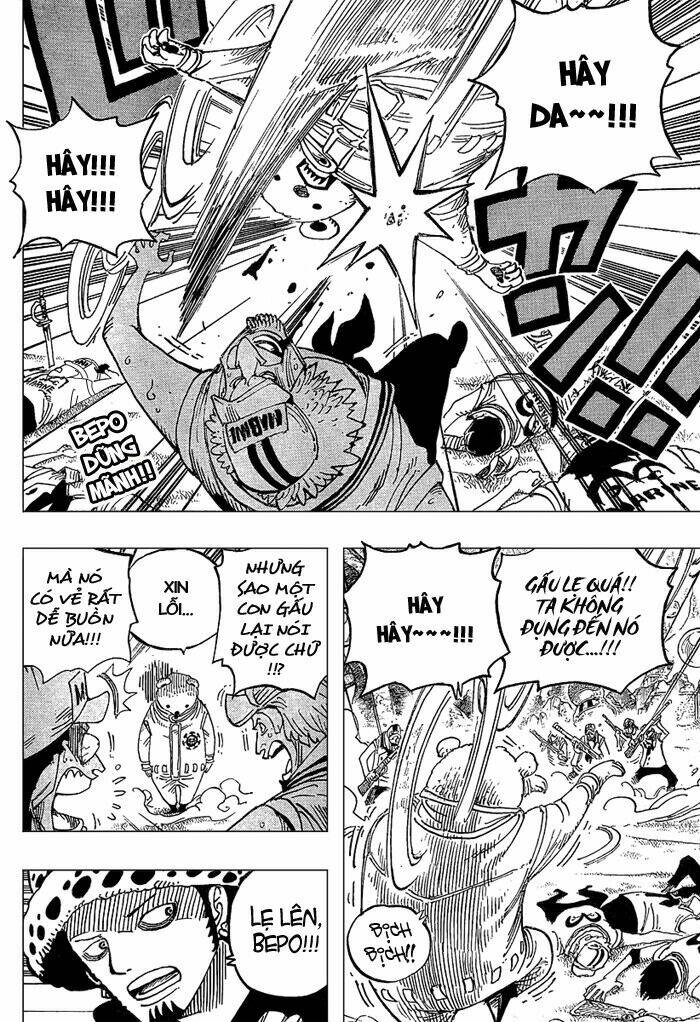 HÂY
DA~~!!!
HÂY!!!
HÂY!!!
カ!!
BEPO
DŨNG
MÃNH!!
MARINE
GẤU LẸ QUÁ!!
TA KHÔNG
ĐỤNG ĐẾN NÓ
ĐƯỢC...!!!
HÂY
HÂY~~~!!!
BỊCH
BỊCH!!
NHƯNG
SAO MỘT
CON GẤU
LẠI NÓI
ĐƯỢC CHỨ
!!?
XIN
LỖI...
MÀ NÓ
CÓ VẺ RẤT
DỄ BUỒN
NỮA!!!
M
LẸ LÊN,
BEPO!!!